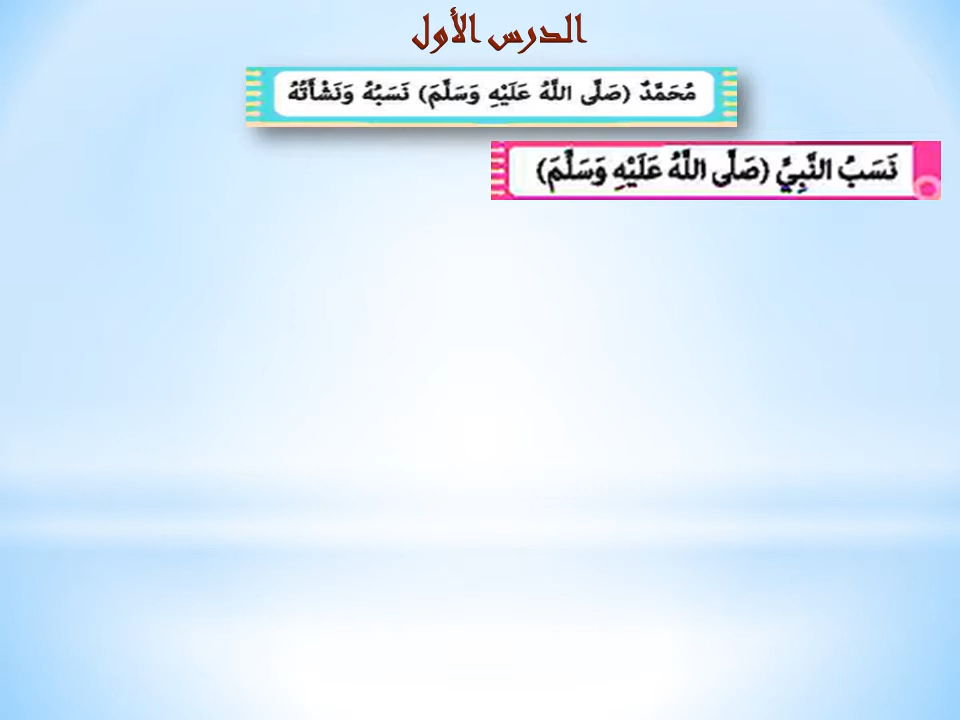 الدرس الأول
مُحَمَّدٌ (صَلَّى اللَّهُ عَلَيْهِ وَسَلَّمَ) نَسَبُهُ وَنَشْأَتُهُ
نَسَبُ النَّبِيِّ (صَلَّى اللَّهُ عَلَيْهِ وَسَلَّمَ)